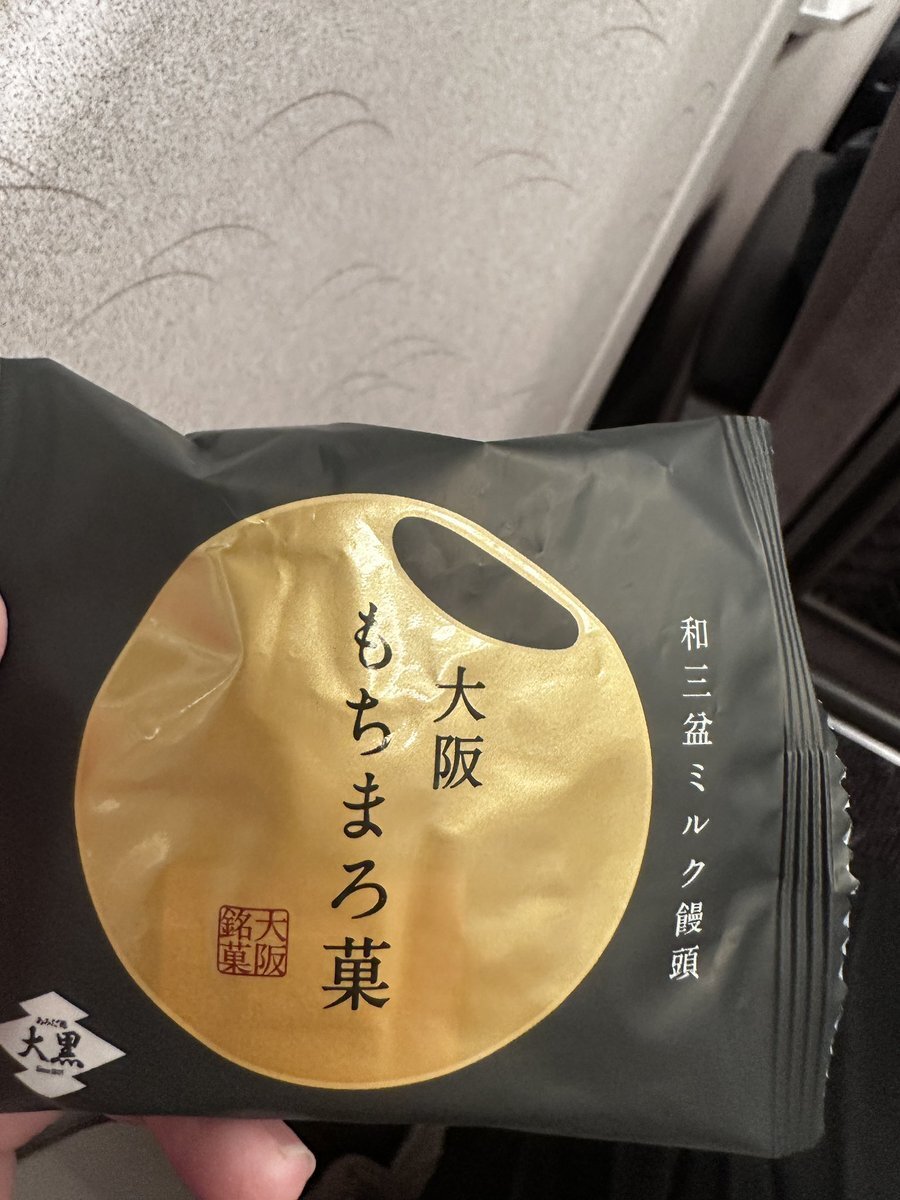 和三盆ミルク饅頭
大阪
もちまろ菓
大阪
銘菓
大黒